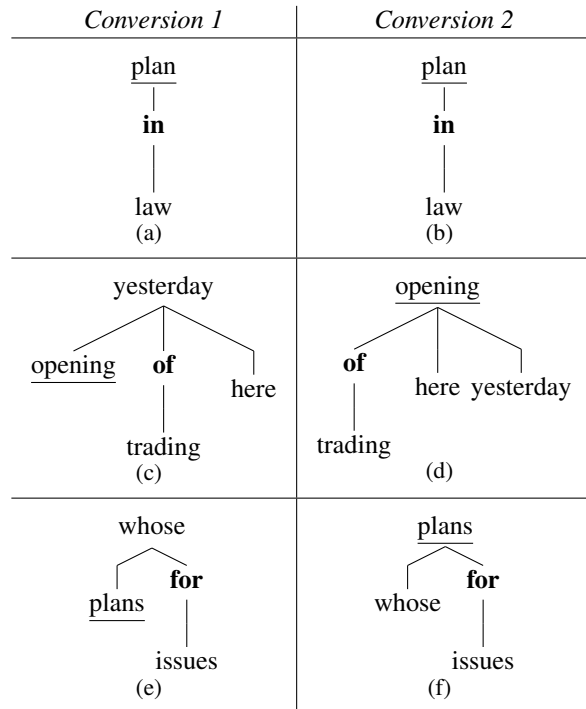 Conversion 1 Conversion 2
plan plan
in in
law law
(a) (b)
yesterday opening
opening of here of here yesterday
trading trading
(c) (d)
whose plans
plans for whose for
issues issues
(e) (f)